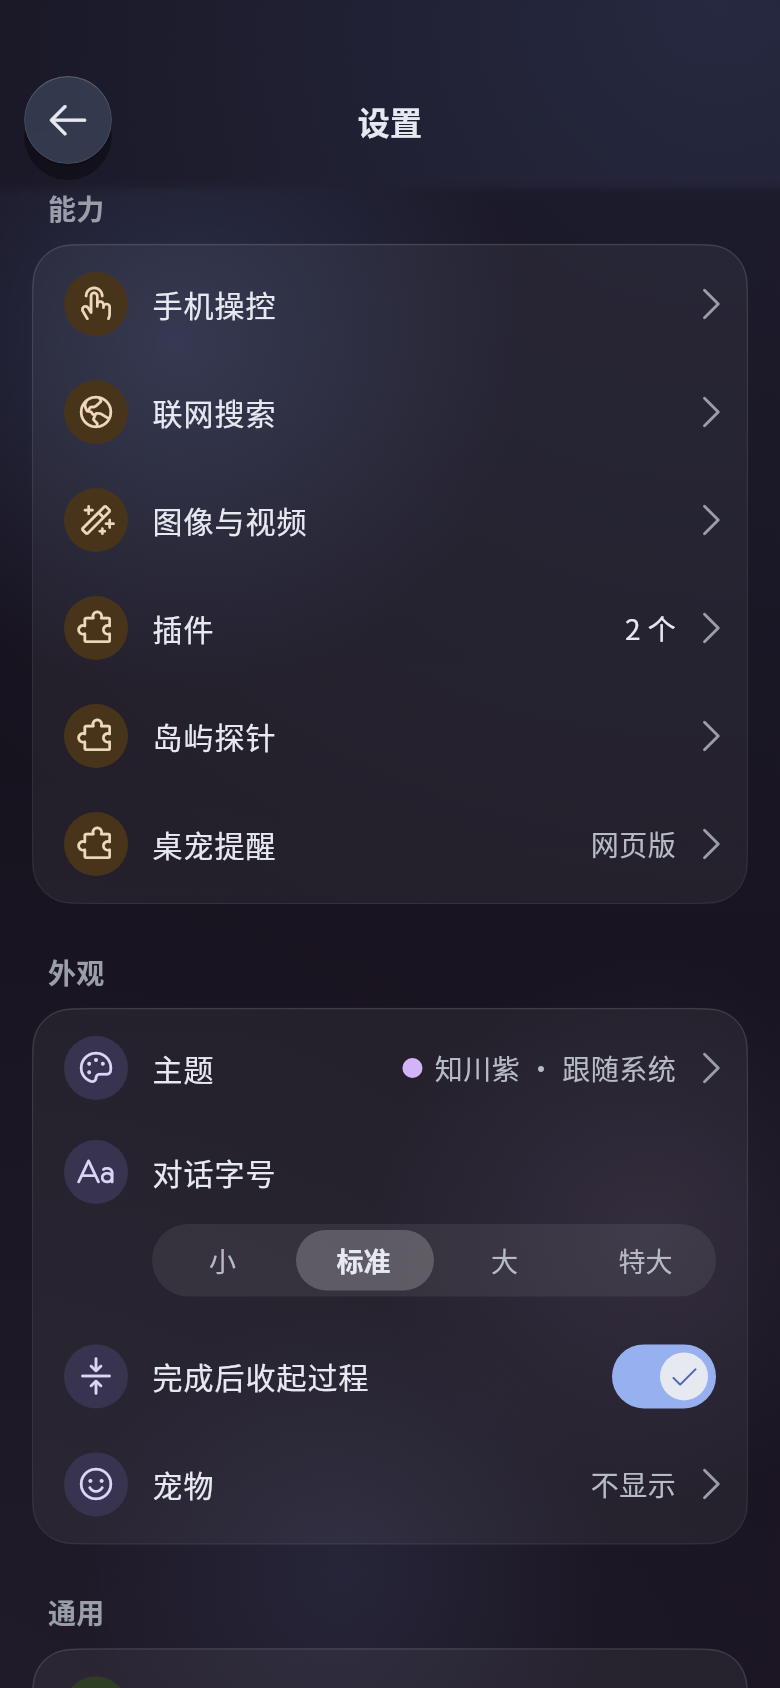 设置
能力
手机操控
联网搜索
图像与视频
插件 2 个
岛屿探针
桌宠提醒 网页版
外观
主题 知川紫 · 跟随系统
Aa 对话字号
小 标准 大 特大
完成后收起过程
宠物 不显示
通用